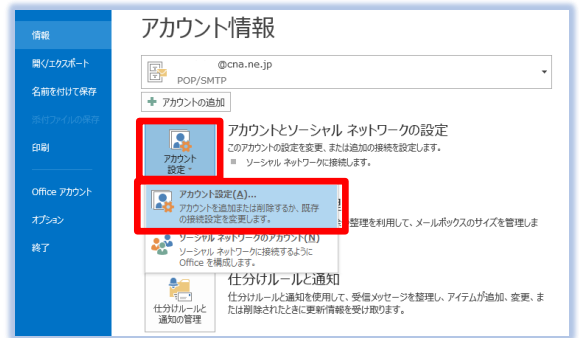 アカウント情報
情報
開く/エクスポート
名前を付けて保存
添付ファイルの保存
印刷
Office アカウント
オプション
終了
@cna.ne.jp
POP/SMTP
アカウントの追加
アカウント
設定
アカウントとソーシャル ネットワークの設定
このアカウントの設定を変更、または追加の接続を設定します。
ソーシャル ネットワークに接続します。
アカウント設定(A)...
アカウントを追加または削除するか、既存
の接続設定を変更します。
ソーシャル ネットワークのアカウント(N)
ソーシャル ネットワークに接続するように
Office を構成します。
整理を利用して、メールボックスのサイズを管理しま
仕分けルールと
通知の管理
仕分けルールと通知
仕分けルールと通知を使用して、受信メッセージを整理し、アイテムが追加、変更、ま
たは削除されたときに更新情報を受け取ります。